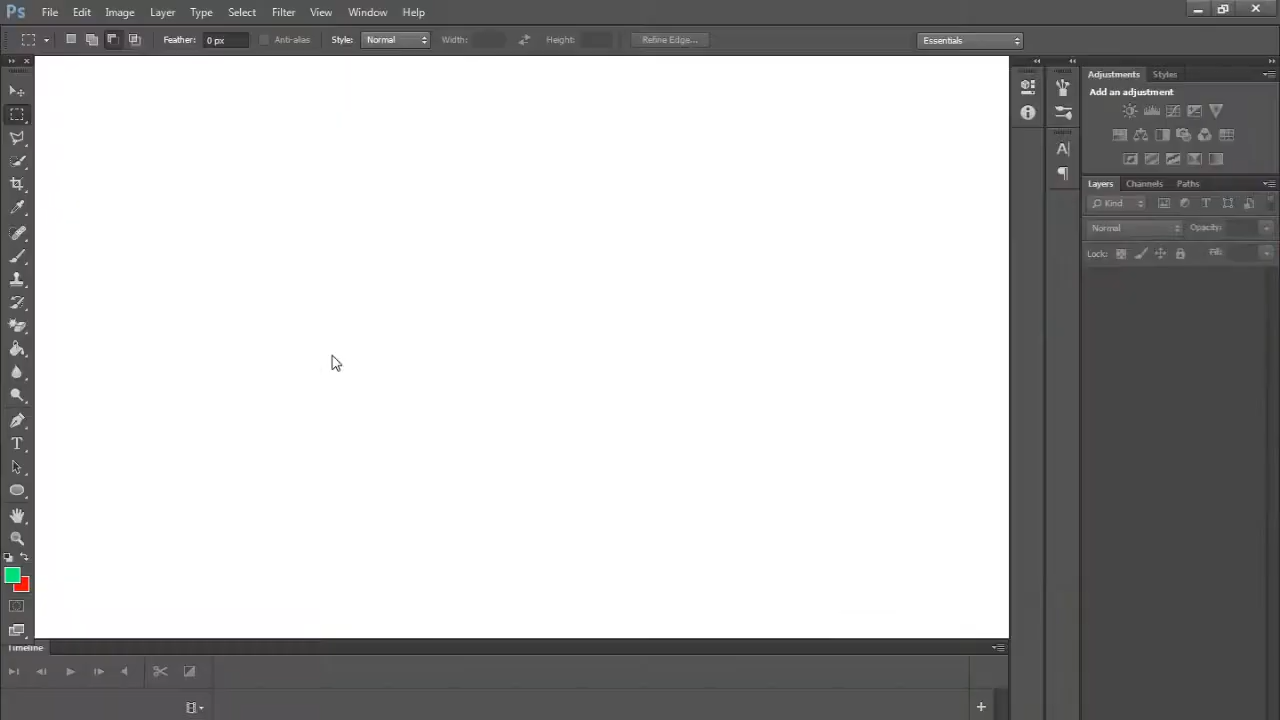 Ps File Edit Image Layer Type Select Filter View Window Help
Feather: 0 px Anti-alias Style: Normal Width: Height: Refine Edge... Essentials
Adjustments Styles
Add an adjustment
Layers Channels Paths
Kind
Normal Opacity:
Lock: Fill:
Timeline